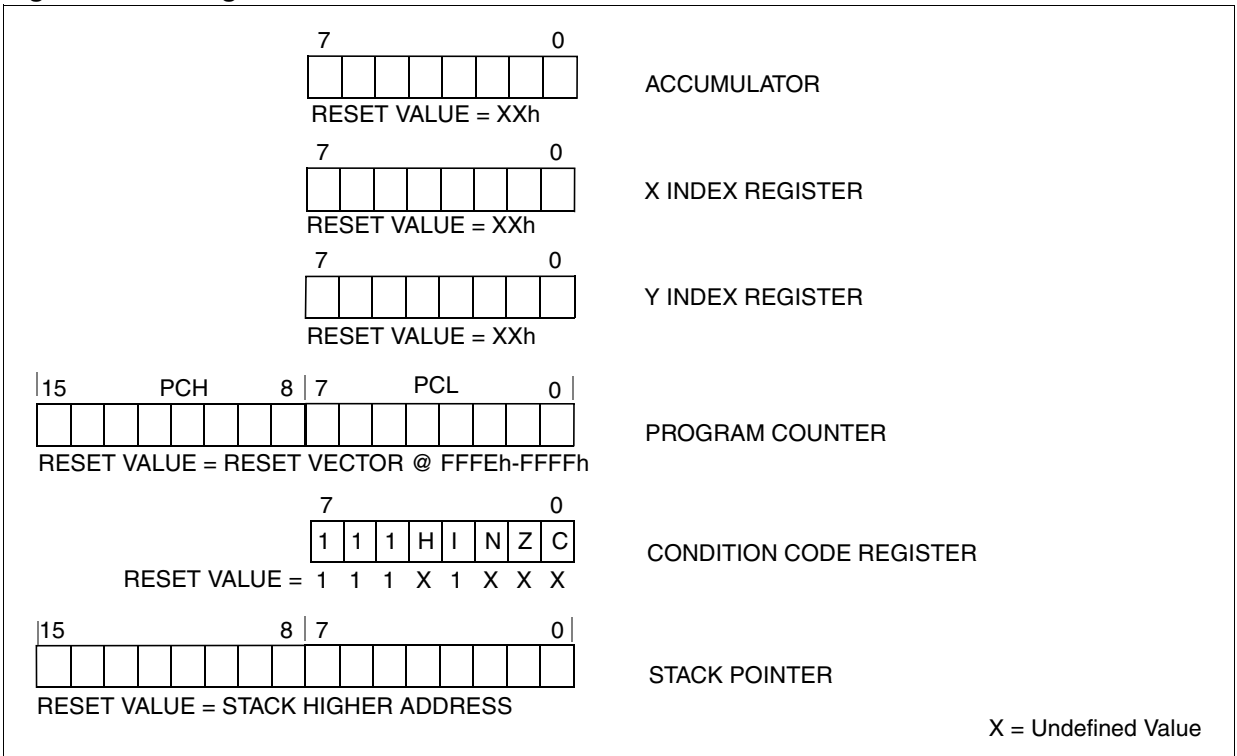 7 0
ACCUMULATOR
RESET VALUE = XXh
7 0
X INDEX REGISTER
RESET VALUE = XXh
7 0
Y INDEX REGISTER
RESET VALUE = XXh
15 PCH 8 7 PCL 0
PROGRAM COUNTER
RESET VALUE = RESET VECTOR @ FFFEh-FFFFh
7 0
1 1 1 H I N Z C
CONDITION CODE REGISTER
RESET VALUE = 1 1 1 X 1 X X X
15 8 7 0
STACK POINTER
RESET VALUE = STACK HIGHER ADDRESS
X = Undefined Value